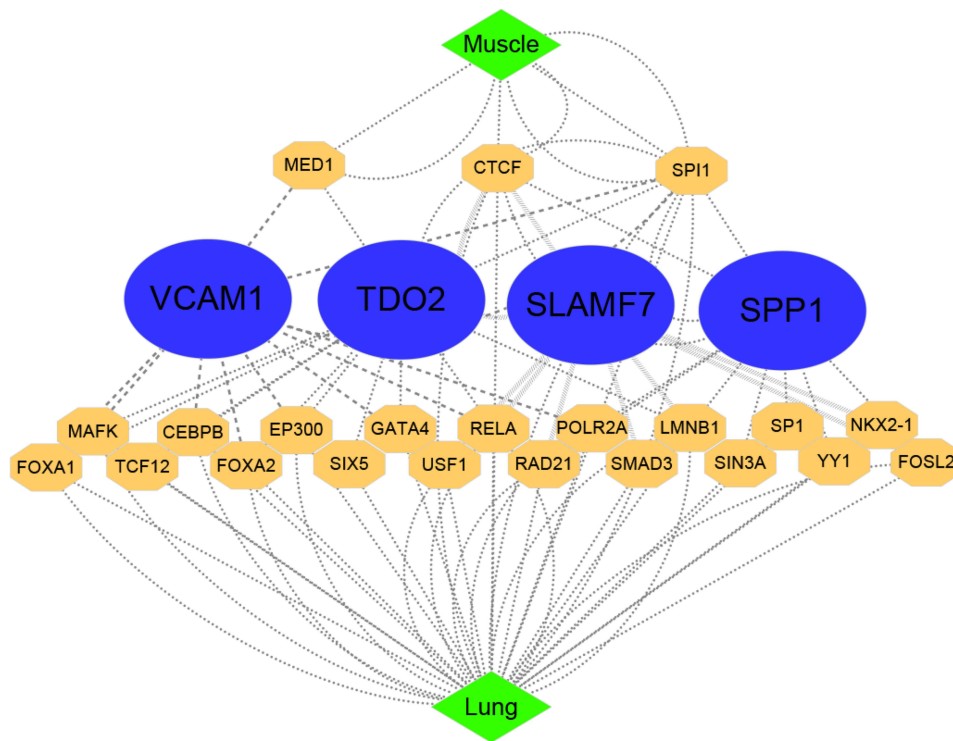 Muscle
MED1
CTCF
SPI1
VCAM1
TDO2
SLAMF7
SPP1
MAFK
CEBPB
EP300
GATA4
RELA
POLR2A
LMNB1
SP1
NKX2-1
FOXA1
TCF12
FOXA2
SIX5
USF1
RAD21
SMAD3
SIN3A
YY1
FOSL2
Lung